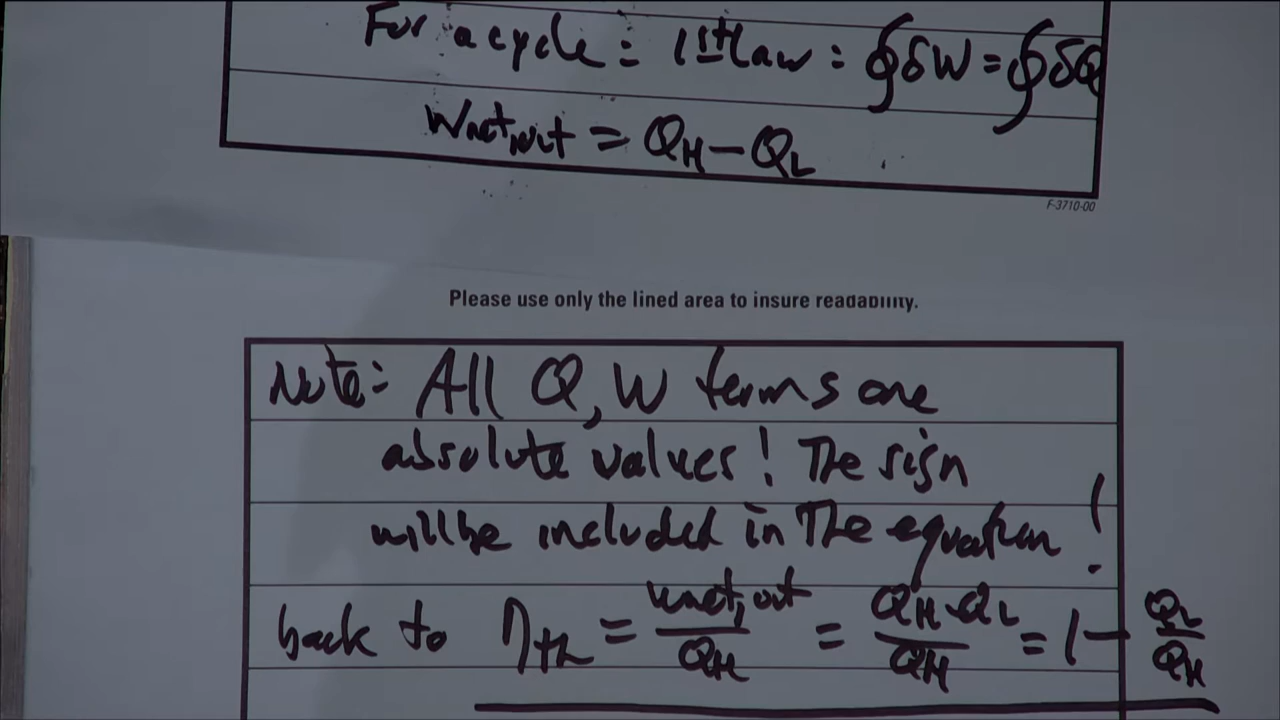 For a cycle: 1st Law: ∮δW = ∮δQ
Wnet,out = QH - QL
F-3710-00
Please use only the lined area to insure readability.
Note: All Q, W terms are
absolute values! The sign
will be included in the equation!
back to ηth = Wnet,out/QH = QH-QL/QH = 1 - QL/QH